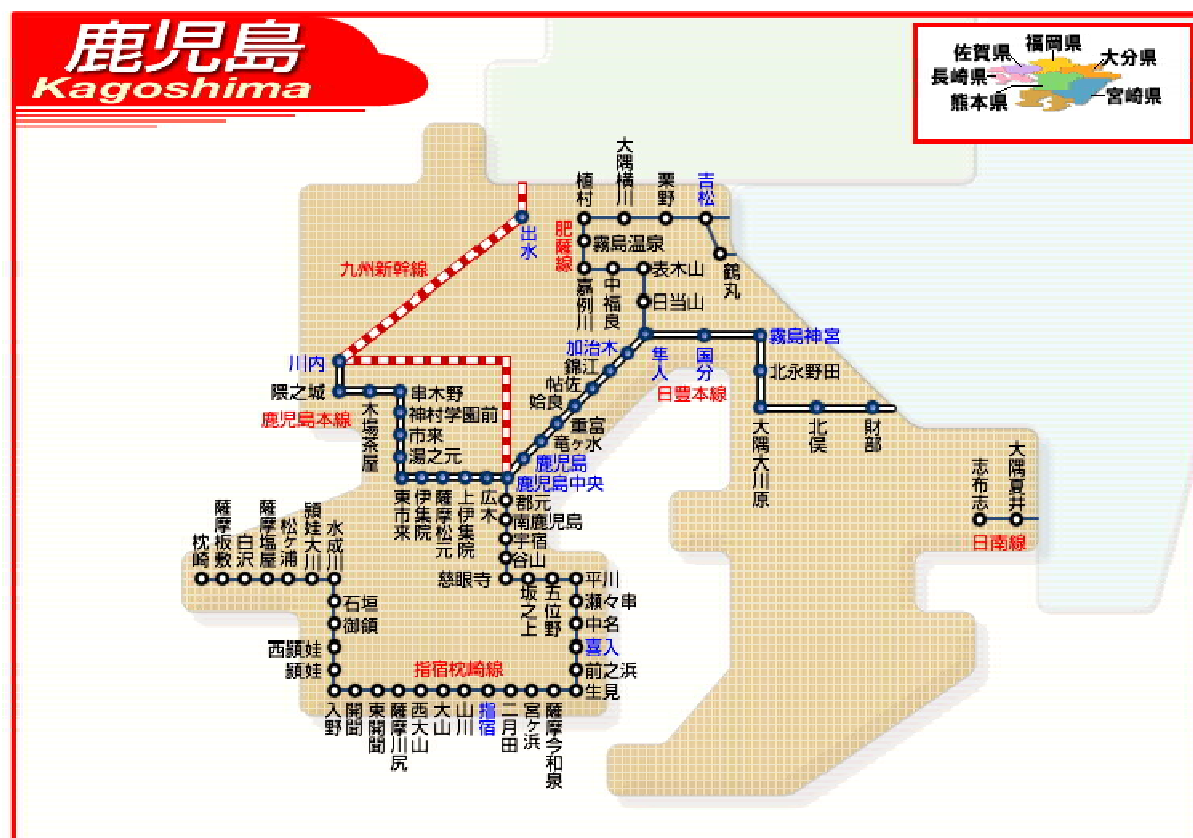 鹿児島
Kagoshima
福岡県
佐賀県
大分県
長崎県
宮崎県
熊本県
九州新幹線
出水
川内
肥薩線
植村
大隅横川
栗野
吉松
鶴丸
霧島温泉
嘉例川
中福良
表木山
日当山
隼人
国分
霧島神宮
日豊本線
北永野田
大隅大川原
北俣
財部
加治木
錦江
帖佐
姶良
重富
竜ヶ水
鹿児島
鹿児島中央
隈之城
鹿児島本線
木場茶屋
串木野
神村学園前
市来
湯之元
東市来
伊集院
薩摩松元
上伊集院
広木
郡元
南鹿児島
宇宿
谷山
慈眼寺
坂之上
五位野
平川
瀬々串
中名
喜入
前之浜
生見
指宿枕崎線
薩摩今和泉
宮ヶ浜
二月田
指宿
山川
大山
西大山
薩摩川尻
東開聞
開聞
入野
頴娃
西頴娃
御領
石垣
水成川
頴娃大川
松ヶ浦
薩摩塩屋
白沢
薩摩板敷
枕崎
志布志
大隅夏井
日南線